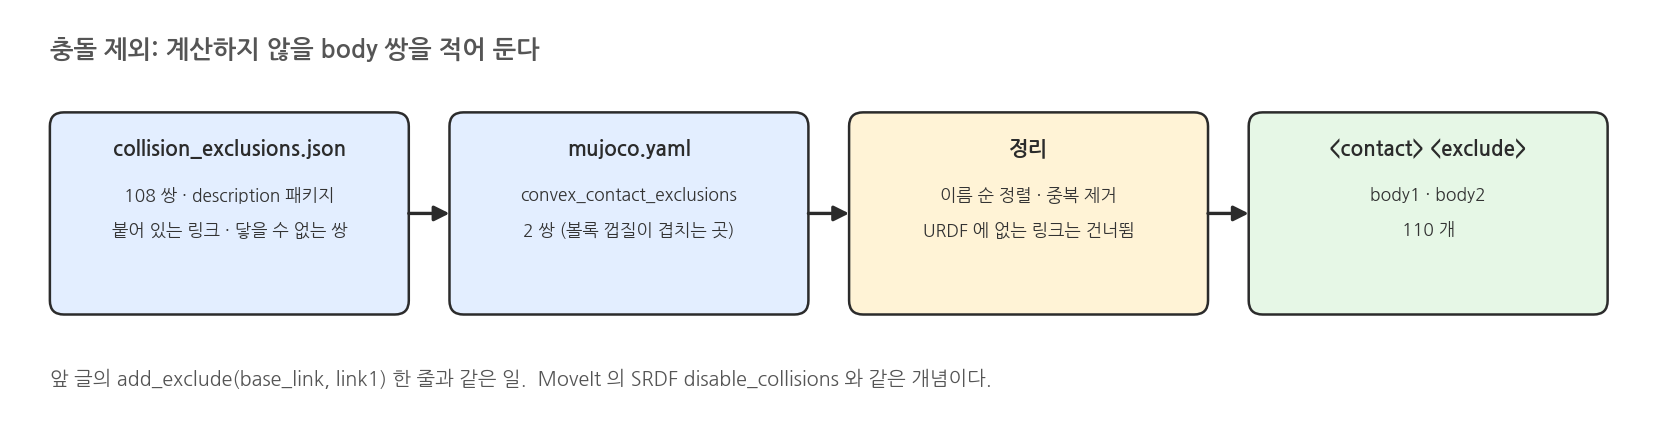 충돌 제외: 계산하지 않을 body 쌍을 적어 둔다
collision_exclusions.json
108 쌍 · description 패키지
붙어 있는 링크 · 닿을 수 없는 쌍
mujoco.yaml
convex_contact_exclusions
2 쌍 (볼록 껍질이 겹치는 곳)
정리
이름 순 정렬 · 중복 제거
URDF 에 없는 링크는 건너뜀
<contact> <exclude>
body1 · body2
110 개
앞 글의 add_exclude(base_link, link1) 한 줄과 같은 일. MoveIt 의 SRDF disable_collisions 와 같은 개념이다.